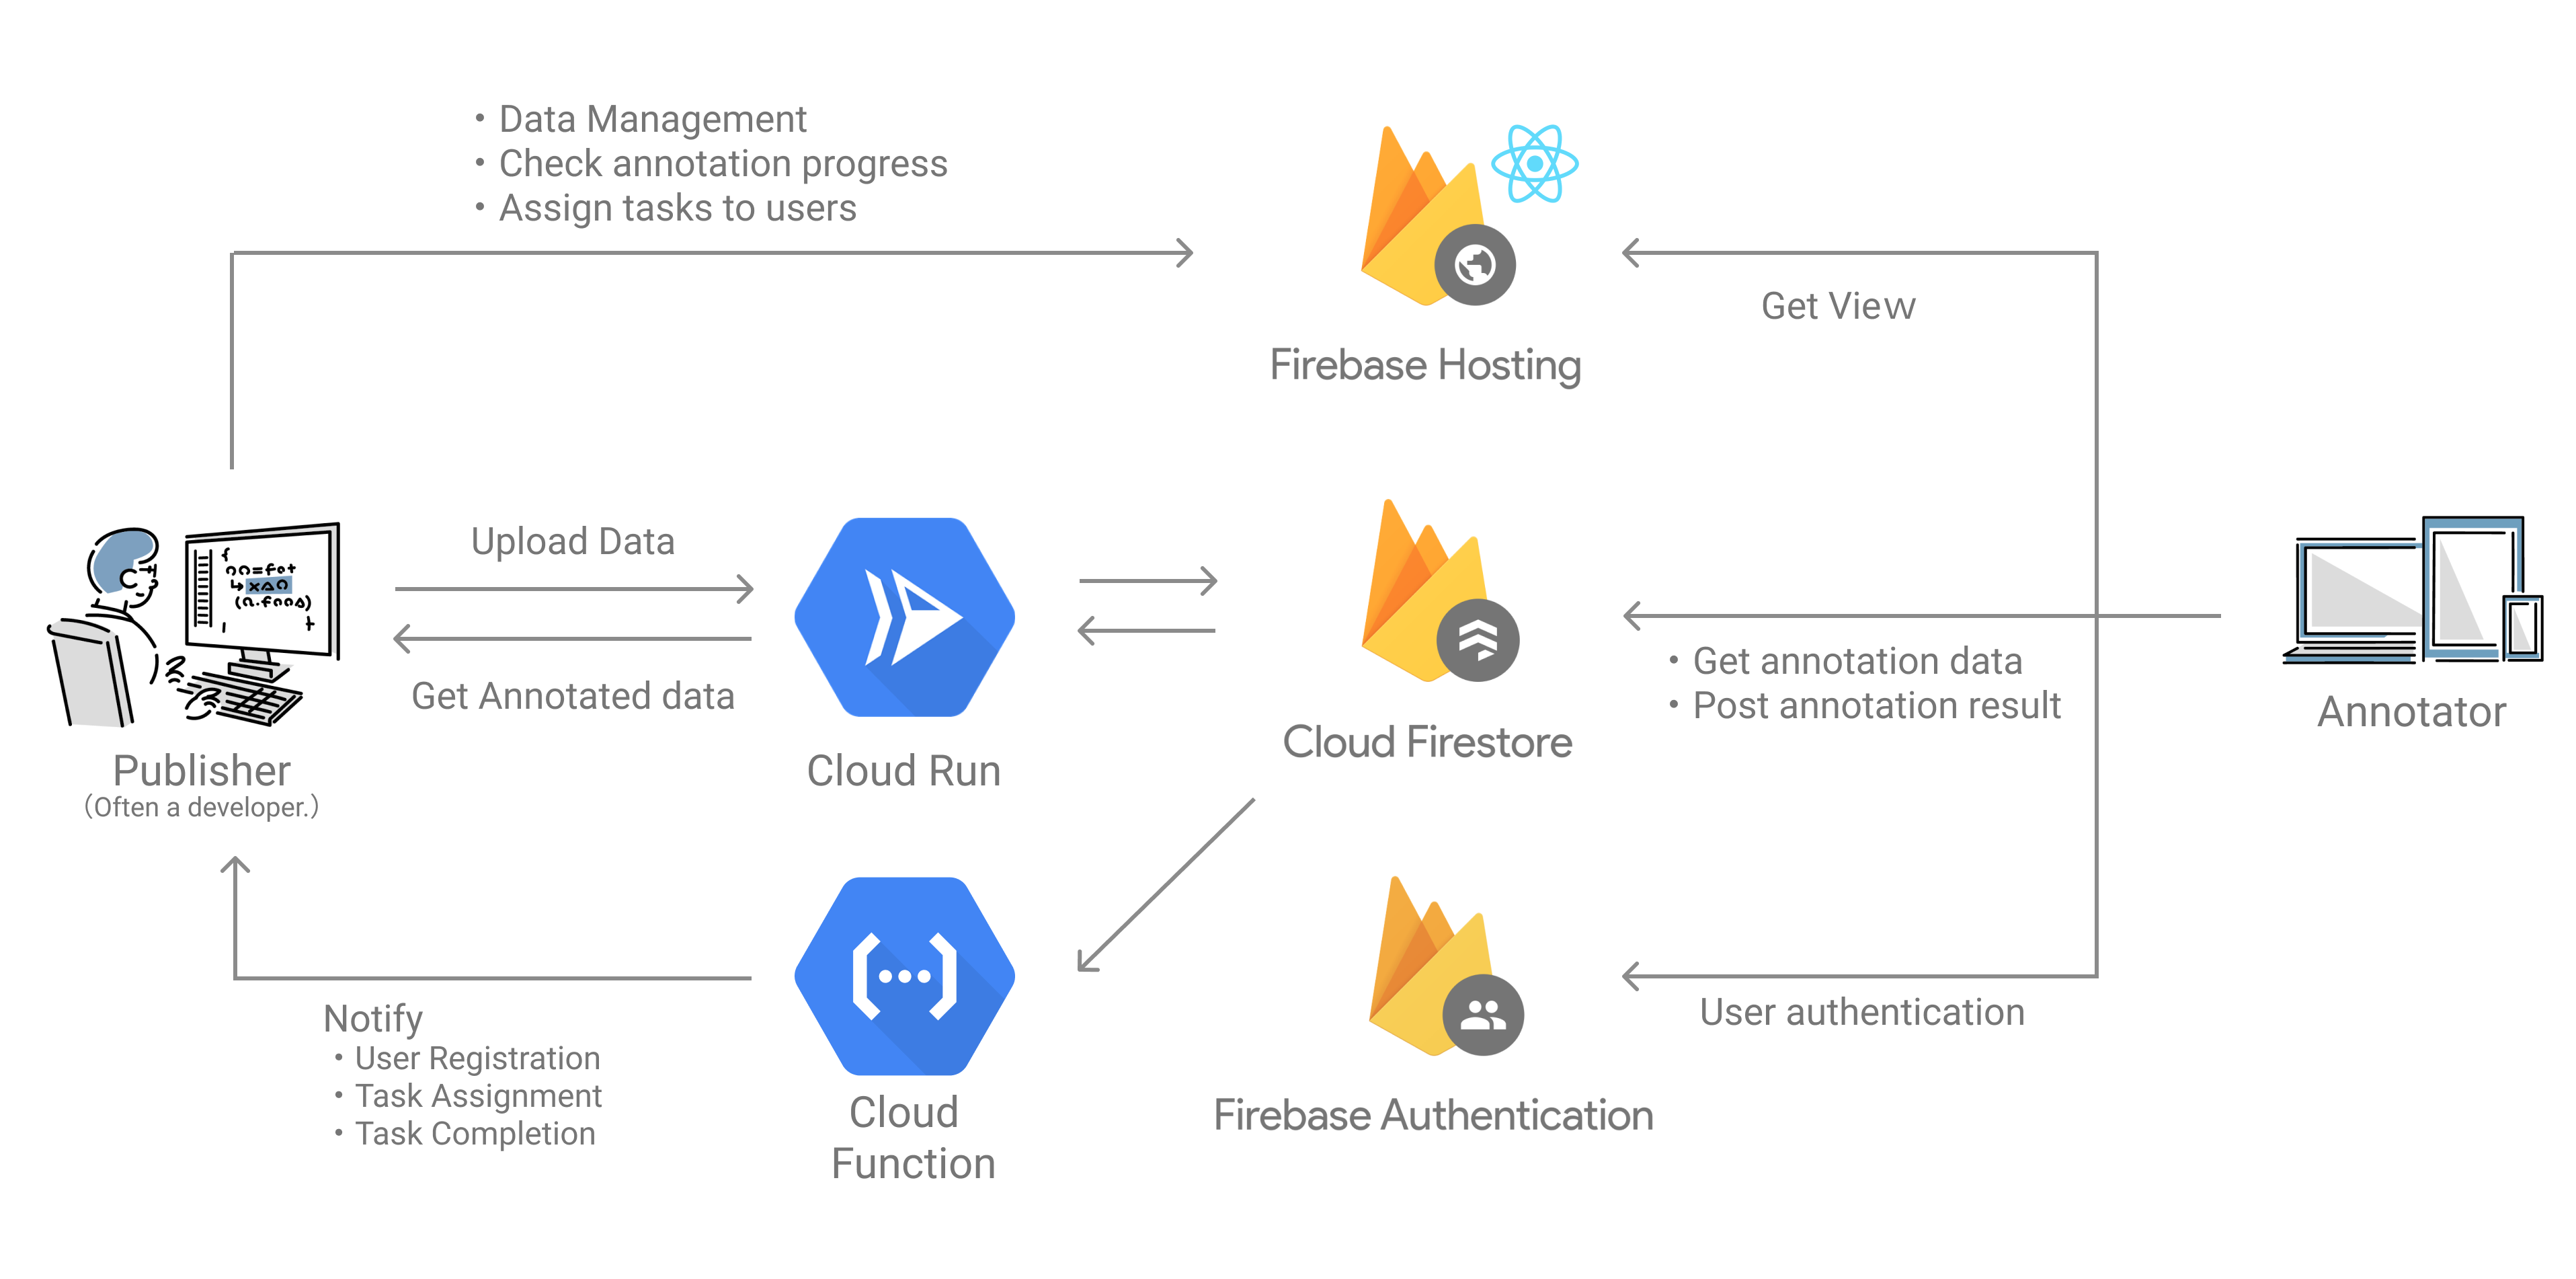 ・Data Management
・Check annotation progress
・Assign tasks to users
Firebase Hosting
Get View
Upload Data
Get Annotated data
Publisher
（Often a developer.）
Cloud Run
Cloud Firestore
・Get annotation data
・Post annotation result
Annotator
Notify
・User Registration
・Task Assignment
・Task Completion
Cloud
Function
Firebase Authentication
User authentication